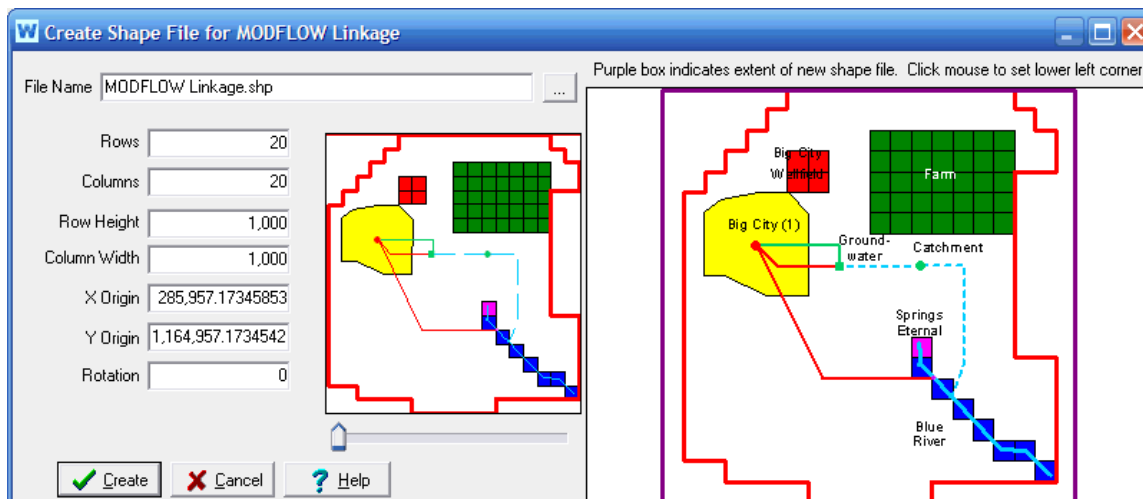 Create Shape File for MODFLOW Linkage
File Name MODFLOW Linkage.shp ...
Rows 20
Columns 20
Row Height 1,000
Column Width 1,000
X Origin 285,957.17345853
Y Origin 1,164,957.1734542
Rotation 0
Create Cancel ? Help
Purple box indicates extent of new shape file. Click mouse to set lower left corner
Big City
Wellfield
Farm
Big City (1)
Ground-
water
Catchment
Springs
Eternal
Blue
River